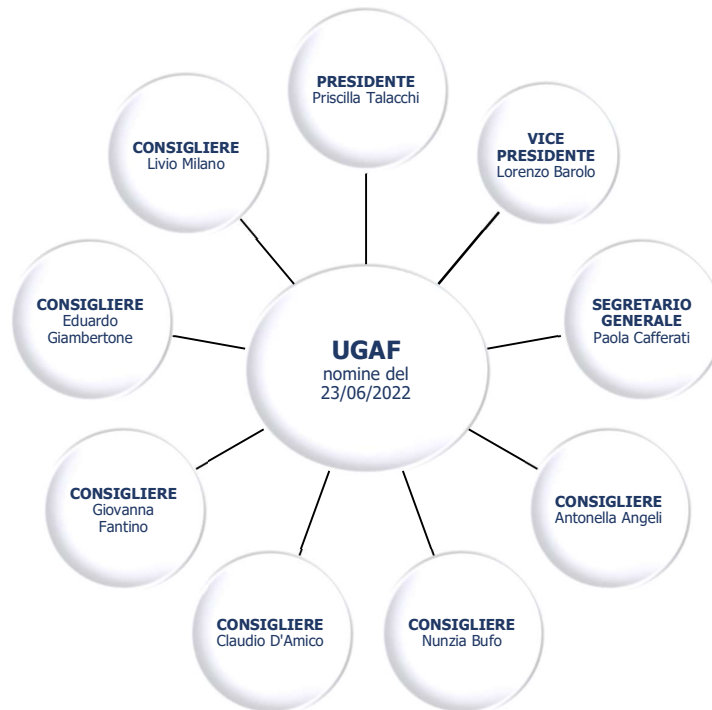 PRESIDENTE
Priscilla Talacchi
VICE
PRESIDENTE
Lorenzo Barolo
SEGRETARIO
GENERALE
Paola Cafferati
CONSIGLIERE
Antonella Angeli
CONSIGLIERE
Nunzia Bufo
CONSIGLIERE
Claudio D'Amico
CONSIGLIERE
Giovanna
Fantino
CONSIGLIERE
Eduardo
Giambertone
CONSIGLIERE
Livio Milano
UGAF
nomine del
23/06/2022